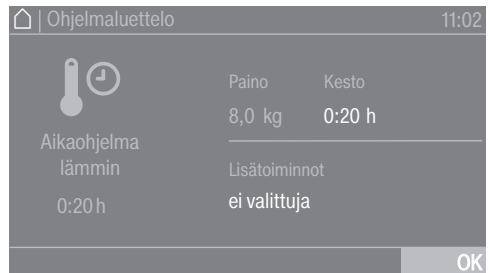 | Ohjelmaluettelo 11:02
Aikaohjelma
lämmin
0:20 h
Paino Kesto
8,0 kg 0:20 h
Lisätoiminnot
ei valittuja
OK